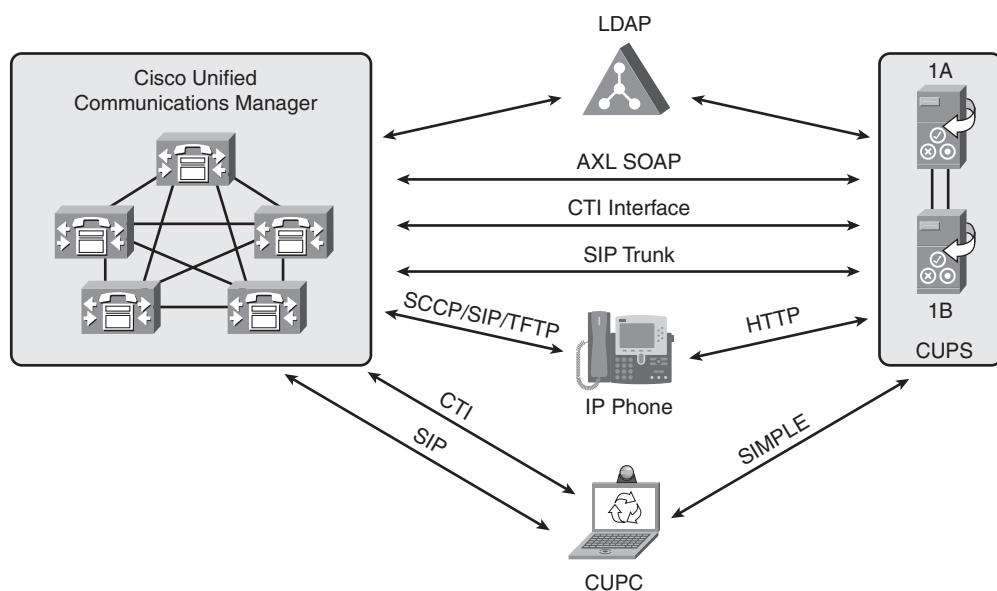 LDAP
Cisco Unified
Communications Manager
1A
AXL SOAP
CTI Interface
SIP Trunk
1B
SCCP/SIP/TFTP
HTTP
CUPS
IP Phone
CTI
SIP
SIMPLE
CUPC